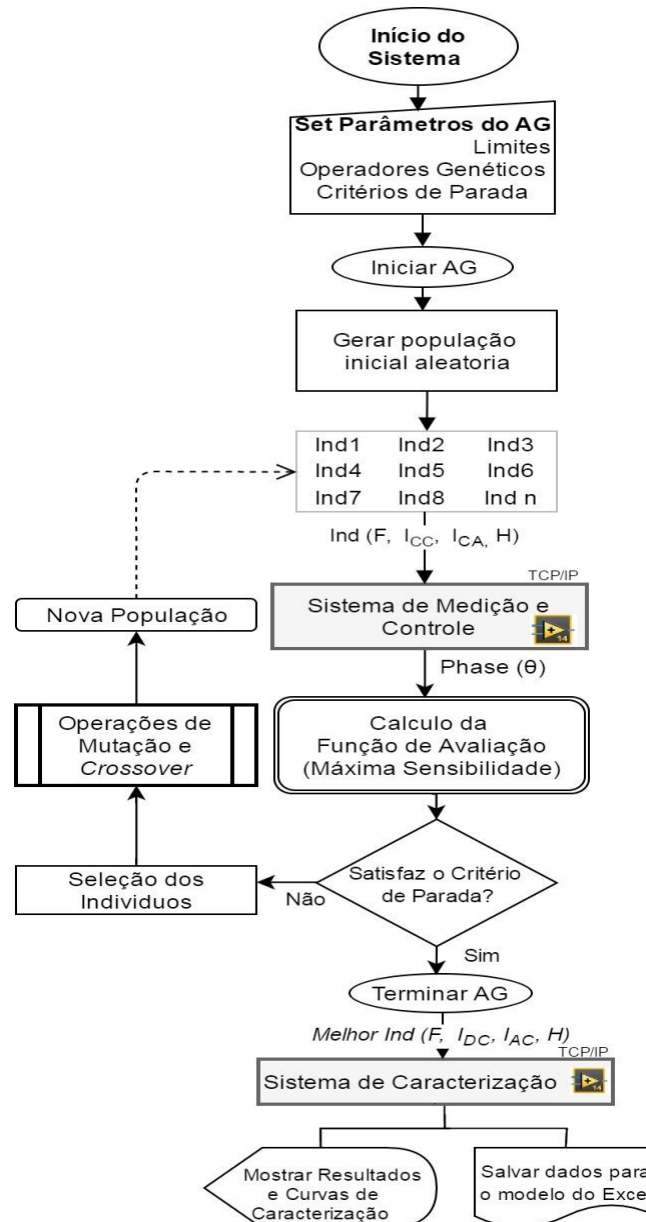 Início do
Sistema
Set Parâmetros do AG
Limites
Operadores Genéticos
Critérios de Parada
Iniciar AG
Gerar população
inicial aleatoria
Ind1 Ind2 Ind3
Ind4 Ind5 Ind6
Ind7 Ind8 Ind n
Ind (F, I_CC, I_CA, H)
TCP/IP
Sistema de Medição e
Controle
14
Phase (θ)
Nova População
Operações de
Mutação e
Crossover
Calculo da
Função de Avaliação
(Máxima Sensibilidade)
Satisfaz o Critério
de Parada?
Não
Seleção dos
Individuos
Sim
Terminar AG
Melhor Ind (F, I_DC, I_AC, H)
TCP/IP
Sistema de Caracterização
14
Mostrar Resultados
e Curvas de
Caracterização
Salvar dados para
o modelo do Exce